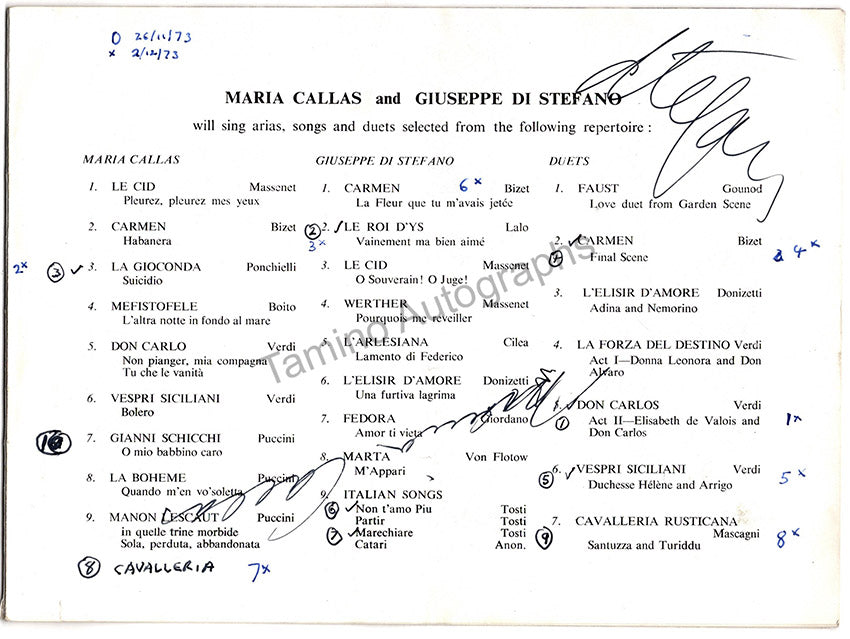 O 26/11/73
x 2/12/73
MARIA CALLAS and GIUSEPPE DI STEFANO
will sing arias, songs and duets selected from the following repertoire :
MARIA CALLAS
1. LE CID Massenet
Pleurez, pleurez mes yeux
2. CARMEN Bizet
Habanera
2x ③ ✓ 3. LA GIOCONDA Ponchielli
Suicidio
4. MEFISTOFELE Boito
L'altra notte in fondo al mare
5. DON CARLO Verdi
Non pianger, mia compagna
Tu che le vanità
6. VESPRI SICILIANI Verdi
Bolero
⑩ 7. GIANNI SCHICCHI Puccini
O mio babbino caro
8. LA BOHEME Puccini
Quando m'en vo'soletta
9. MANON LESCAUT Puccini
in quelle trine morbide
Sola, perduta, abbandonata
⑧ CAVALLERIA 7x
GIUSEPPE DI STEFANO
1. CARMEN 6x Bizet
La Fleur que tu m'avais jetée
② 2. ✓ LE ROI D'YS Lalo
3x Vainement ma bien aimé
3. LE CID Massenet
O Souverain! O Juge!
4. WERTHER Massenet
Pourquois me reveiller
5. L'ARLESIANA Cilea
Lamento di Federico
6. L'ELISIR D'AMORE Donizetti
Una furtiva lagrima
7. FEDORA Giordano
Amor ti vieta
8. MARTA Von Flotow
M'Appari
9. ITALIAN SONGS
⑥ ✓ Non t'amo Piu Tosti
Partir Tosti
⑦ ✓ Marechiare Tosti
Catari Anon.
DUETS
1. FAUST Gounod
Love duet from Garden Scene
2. ✓ CARMEN Bizet
④ Final Scene 4x
3. L'ELISIR D'AMORE Donizetti
Adina and Nemorino
4. LA FORZA DEL DESTINO Verdi
Act I—Donna Leonora and Don
Alvaro
✓ DON CARLOS Verdi
① Act II—Elisabeth de Valois and 1x
Don Carlos
6. ✓ VESPRI SICILIANI Verdi
⑤ Duchesse Hélène and Arrigo 5x
7. CAVALLERIA RUSTICANA
Mascagni
⑨ Santuzza and Turiddu 8x
Tamino Autographs